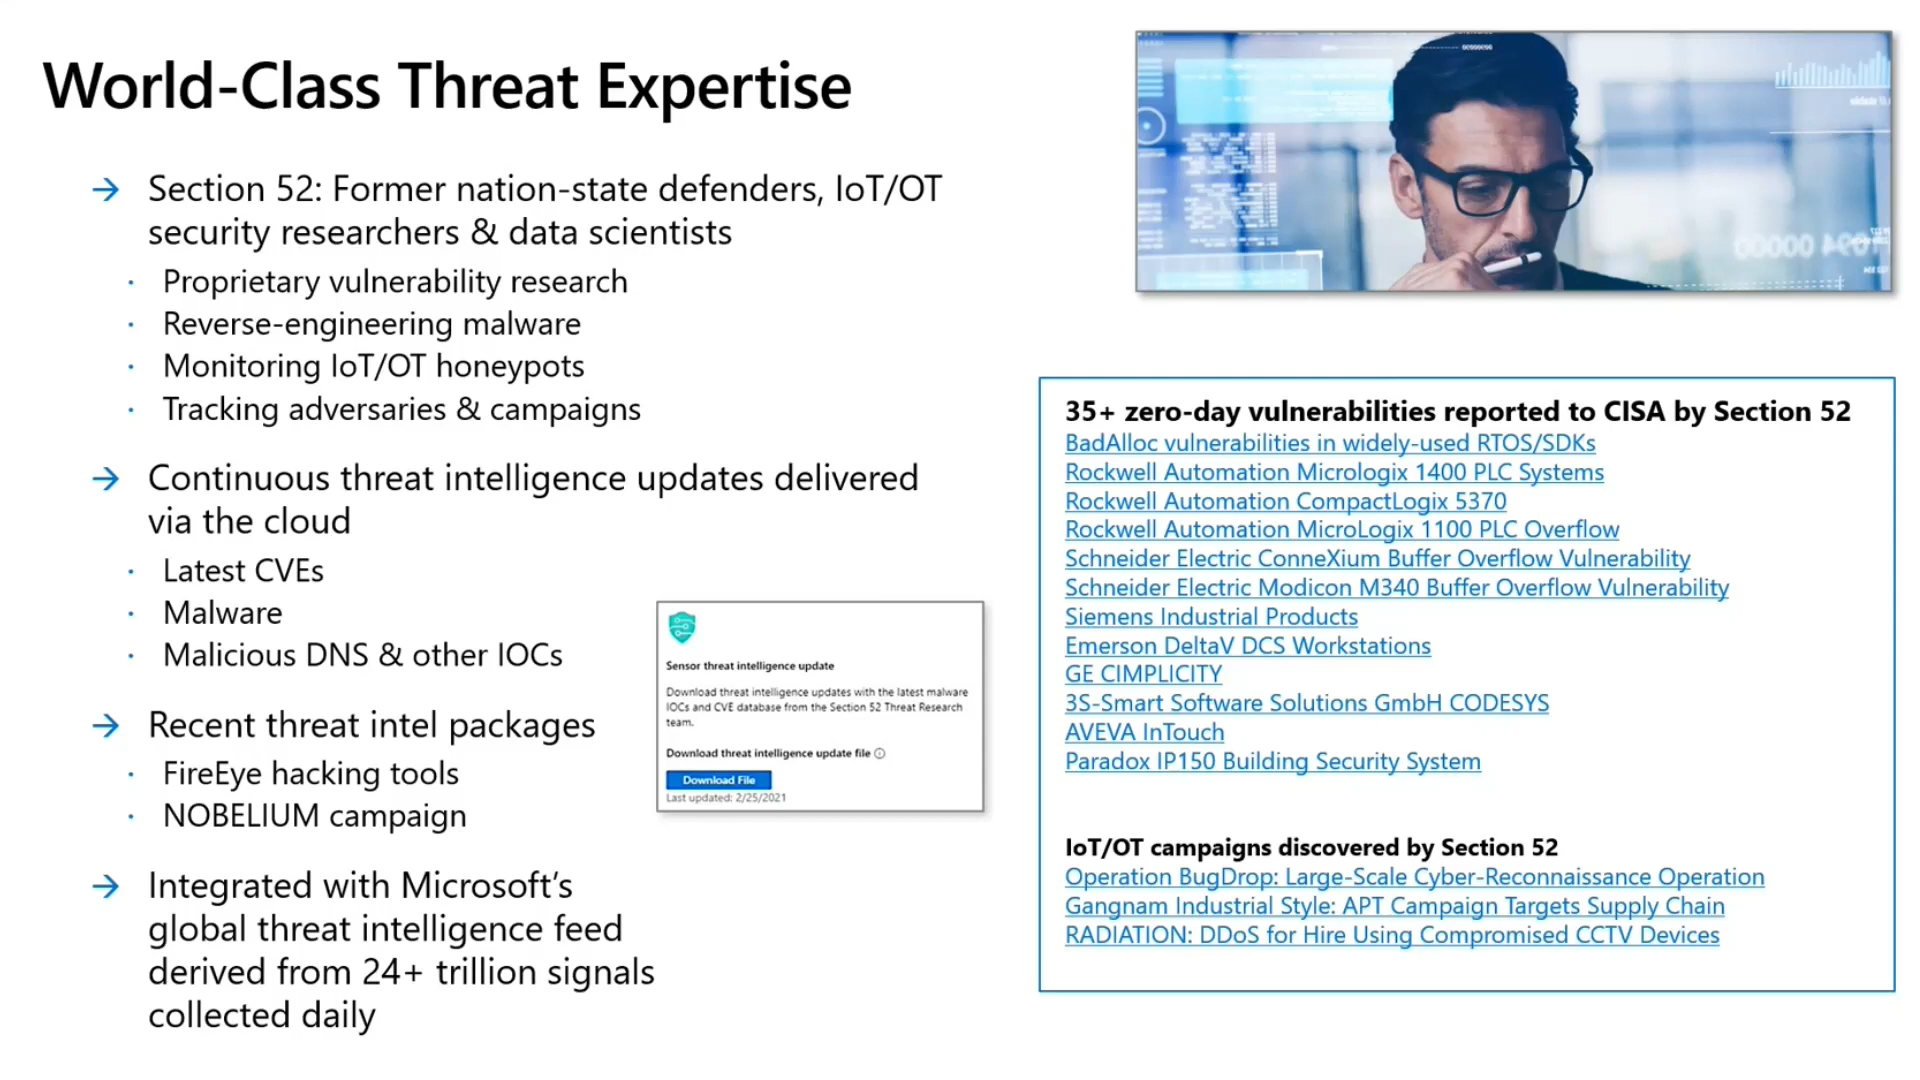 World-Class Threat Expertise
→ Section 52: Former nation-state defenders, IoT/OT
security researchers & data scientists
· Proprietary vulnerability research
· Reverse-engineering malware
· Monitoring IoT/OT honeypots
· Tracking adversaries & campaigns
→ Continuous threat intelligence updates delivered
via the cloud
· Latest CVEs
· Malware
· Malicious DNS & other IOCs
→ Recent threat intel packages
· FireEye hacking tools
· NOBELIUM campaign
→ Integrated with Microsoft’s
global threat intelligence feed
derived from 24+ trillion signals
collected daily
Sensor threat intelligence update
Download threat intelligence updates with the latest malware
IOCs and CVE database from the Section 52 Threat Research
team.
Download threat intelligence update file
Download File
Last updated: 2/25/2021
35+ zero-day vulnerabilities reported to CISA by Section 52
BadAlloc vulnerabilities in widely-used RTOS/SDKs
Rockwell Automation Micrologix 1400 PLC Systems
Rockwell Automation CompactLogix 5370
Rockwell Automation MicroLogix 1100 PLC Overflow
Schneider Electric ConneXium Buffer Overflow Vulnerability
Schneider Electric Modicon M340 Buffer Overflow Vulnerability
Siemens Industrial Products
Emerson DeltaV DCS Workstations
GE CIMPLICITY
3S-Smart Software Solutions GmbH CODESYS
AVEVA InTouch
Paradox IP150 Building Security System
IoT/OT campaigns discovered by Section 52
Operation BugDrop: Large-Scale Cyber-Reconnaissance Operation
Gangnam Industrial Style: APT Campaign Targets Supply Chain
RADIATION: DDoS for Hire Using Compromised CCTV Devices